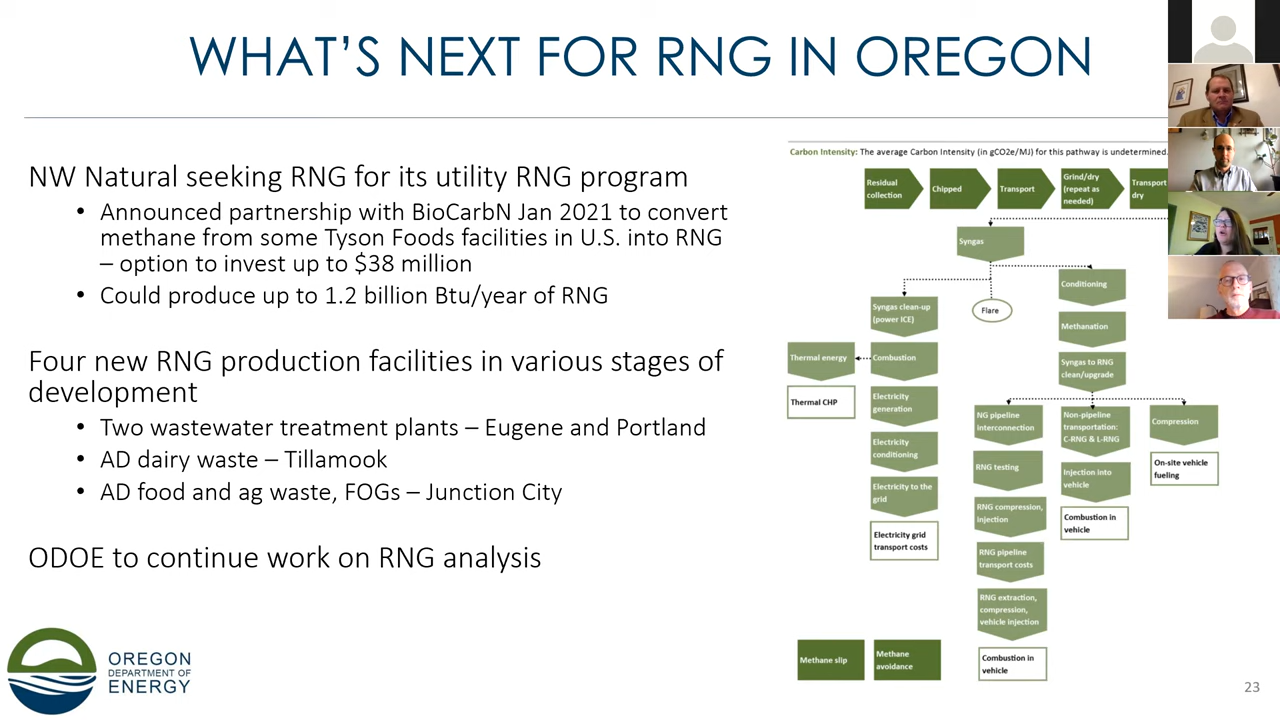 WHAT'S NEXT FOR RNG IN OREGON
NW Natural seeking RNG for its utility RNG program
• Announced partnership with BioCarbN Jan 2021 to convert
methane from some Tyson Foods facilities in U.S. into RNG
– option to invest up to $38 million
• Could produce up to 1.2 billion Btu/year of RNG
Four new RNG production facilities in various stages of
development
• Two wastewater treatment plants – Eugene and Portland
• AD dairy waste – Tillamook
• AD food and ag waste, FOGs – Junction City
ODOE to continue work on RNG analysis
OREGON
DEPARTMENT OF
ENERGY
Carbon Intensity: The average Carbon Intensity (in gCO2e/MJ) for this pathway is undetermined.
Residual
collection
Chipped
Transport
Grind/dry
(repeat as
needed)
Transport
dry
Syngas
Syngas clean-up
(power ICE)
Flare
Conditioning
Methanation
Thermal energy
Combustion
Syngas to RNG
clean/upgrade
Thermal CHP
Electricity
generation
Electricity
conditioning
Electricity to the
grid
Electricity grid
transport costs
NG pipeline
interconnection
RNG testing
RNG compression,
injection
RNG pipeline
transport costs
RNG extraction,
compression,
vehicle injection
Combustion in
vehicle
Non-pipeline
transportation:
C-RNG & L-RNG
Injection into
vehicle
Combustion in
vehicle
Compression
On-site vehicle
fueling
Methane slip
Methane
avoidance
23